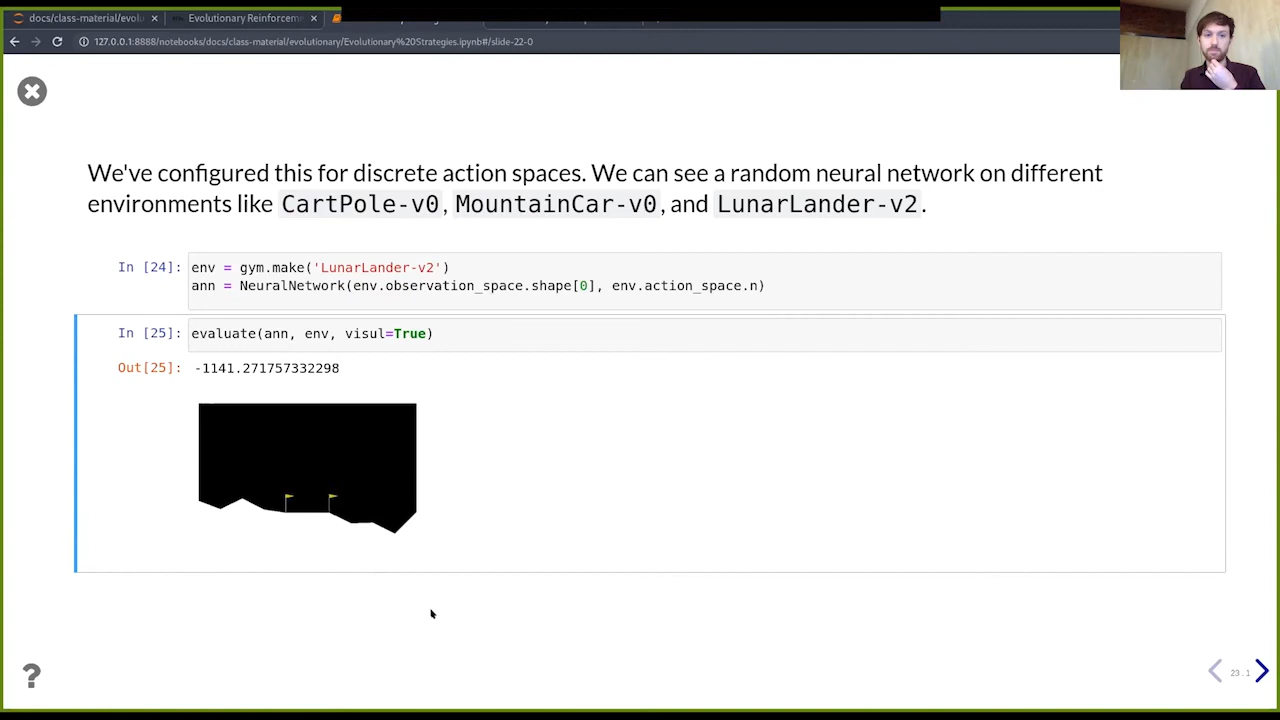 docs/class-material/evolu
Evolutionary Reinforcem
127.0.0.1:8888/notebooks/docs/class-material/evolutionary/Evolutionary%20Strategies.ipynb#/slide-22-0
We've configured this for discrete action spaces. We can see a random neural network on different
environments like CartPole-v0, MountainCar-v0, and LunarLander-v2.
In [24]: env = gym.make('LunarLander-v2')
ann = NeuralNetwork(env.observation_space.shape[0], env.action_space.n)
In [25]: evaluate(ann, env, visul=True)
Out[25]: -1141.271757332298
?
23.1